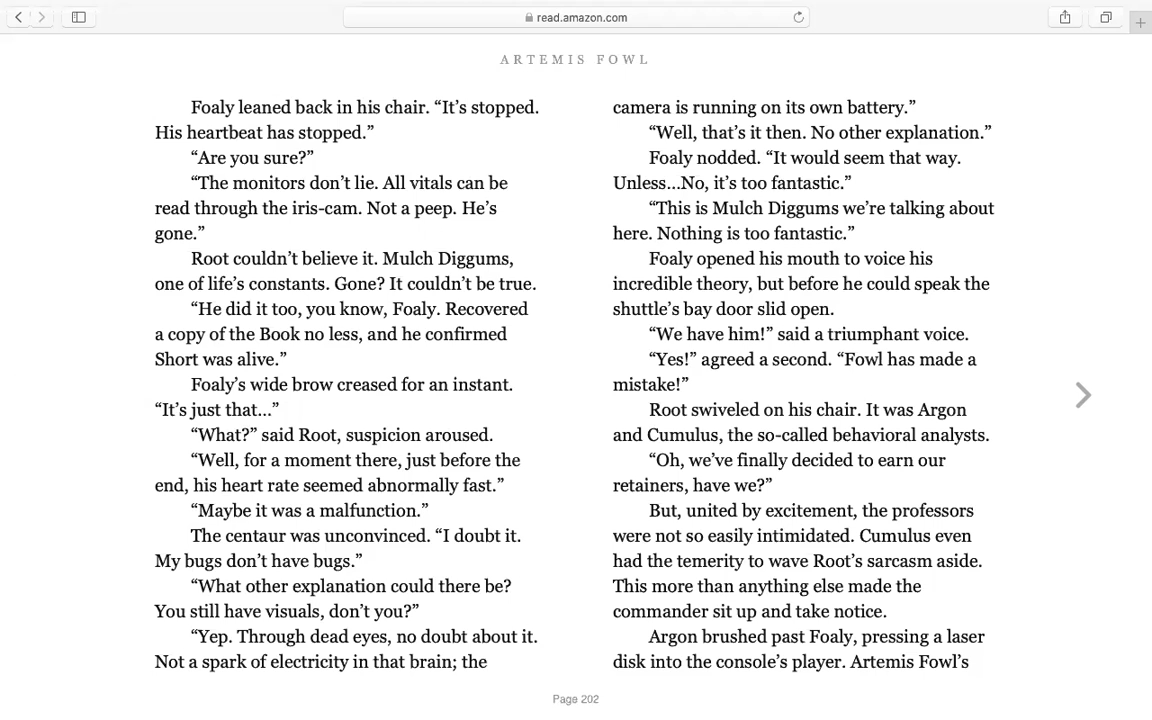 read.amazon.com
ARTEMIS FOWL
Foaly leaned back in his chair. “It’s stopped.
His heartbeat has stopped.”
“Are you sure?”
“The monitors don’t lie. All vitals can be
read through the iris-cam. Not a peep. He’s
gone.”
Root couldn’t believe it. Mulch Diggums,
one of life’s constants. Gone? It couldn’t be true.
“He did it too, you know, Foaly. Recovered
a copy of the Book no less, and he confirmed
Short was alive.”
Foaly’s wide brow creased for an instant.
“It’s just that...”
“What?” said Root, suspicion aroused.
“Well, for a moment there, just before the
end, his heart rate seemed abnormally fast.”
“Maybe it was a malfunction.”
The centaur was unconvinced. “I doubt it.
My bugs don’t have bugs.”
“What other explanation could there be?
You still have visuals, don’t you?”
“Yep. Through dead eyes, no doubt about it.
Not a spark of electricity in that brain; the
camera is running on its own battery.”
“Well, that’s it then. No other explanation.”
Foaly nodded. “It would seem that way.
Unless...No, it’s too fantastic.”
“This is Mulch Diggums we’re talking about
here. Nothing is too fantastic.”
Foaly opened his mouth to voice his
incredible theory, but before he could speak the
shuttle’s bay door slid open.
“We have him!” said a triumphant voice.
“Yes!” agreed a second. “Fowl has made a
mistake!”
Root swiveled on his chair. It was Argon
and Cumulus, the so-called behavioral analysts.
“Oh, we’ve finally decided to earn our
retainers, have we?”
But, united by excitement, the professors
were not so easily intimidated. Cumulus even
had the temerity to wave Root’s sarcasm aside.
This more than anything else made the
commander sit up and take notice.
Argon brushed past Foaly, pressing a laser
disk into the console’s player. Artemis Fowl’s
Page 202